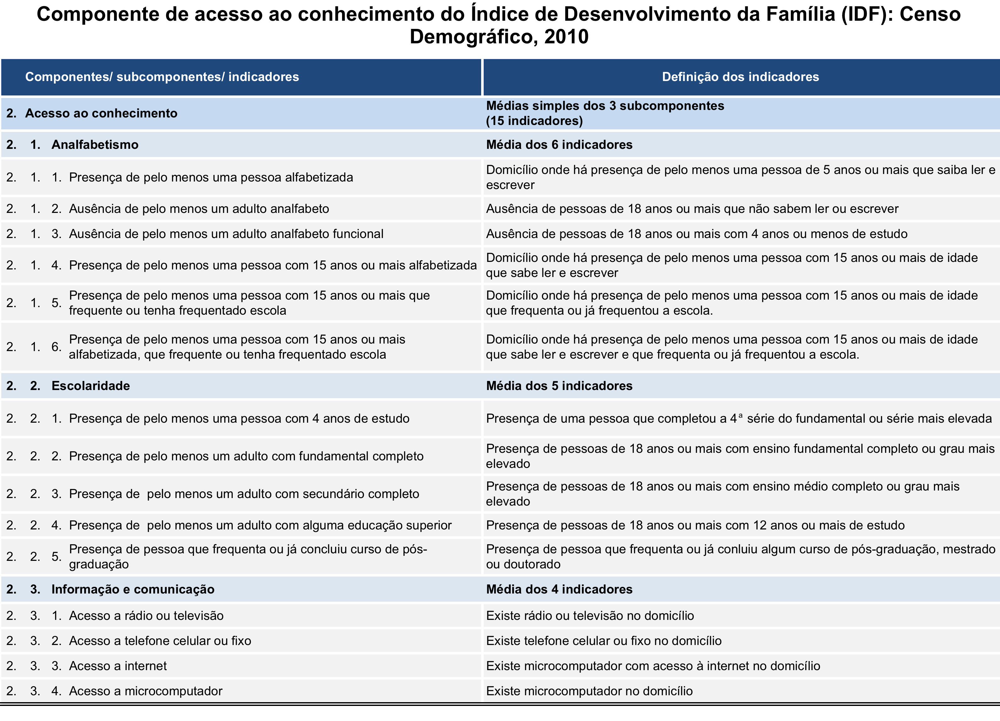 Componente de acesso ao conhecimento do Índice de Desenvolvimento da Família (IDF): Censo
Demográfico, 2010
Componentes/ subcomponentes/ indicadores
Definição dos indicadores
2. Acesso ao conhecimento
Médias simples dos 3 subcomponentes
(15 indicadores)
2. 1. Analfabetismo
Média dos 6 indicadores
2. 1. 1. Presença de pelo menos uma pessoa alfabetizada
Domicílio onde há presença de pelo menos uma pessoa de 5 anos ou mais que saiba ler e
escrever
2. 1. 2. Ausência de pelo menos um adulto analfabeto
Ausência de pessoas de 18 anos ou mais que não sabem ler ou escrever
2. 1. 3. Ausência de pelo menos um adulto analfabeto funcional
Ausência de pessoas de 18 anos ou mais com 4 anos ou menos de estudo
2. 1. 4. Presença de pelo menos uma pessoa com 15 anos ou mais alfabetizada
Domicílio onde há presença de pelo menos uma pessoa com 15 anos ou mais de idade
que sabe ler e escrever
2. 1. 5. Presença de pelo menos uma pessoa com 15 anos ou mais que
frequente ou tenha frequentado escola
Domicílio onde há presença de pelo menos uma pessoa com 15 anos ou mais de idade
que frequenta ou já frequentou a escola.
2. 1. 6. Presença de pelo menos uma pessoa com 15 anos ou mais
alfabetizada, que frequente ou tenha frequentado escola
Domicílio onde há presença de pelo menos uma pessoa com 15 anos ou mais de idade
que sabe ler e escrever e que frequenta ou já frequentou a escola.
2. 2. Escolaridade
Média dos 5 indicadores
2. 2. 1. Presença de pelo menos uma pessoa com 4 anos de estudo
Presença de uma pessoa que completou a 4ª série do fundamental ou série mais elevada
2. 2. 2. Presença de pelo menos um adulto com fundamental completo
Presença de pessoas de 18 anos ou mais com ensino fundamental completo ou grau mais
elevado
2. 2. 3. Presença de  pelo menos um adulto com secundário completo
Presença de pessoas de 18 anos ou mais com ensino médio completo ou grau mais
elevado
2. 2. 4. Presença de  pelo menos um adulto com alguma educação superior
Presença de pessoas de 18 anos ou mais com 12 anos ou mais de estudo
2. 2. 5. Presença de pessoa que frequenta ou já concluiu curso de pós-
graduação
Presença de pessoa que frequenta ou já conluiu algum curso de pós-graduação, mestrado
ou doutorado
2. 3. Informação e comunicação
Média dos 4 indicadores
2. 3. 1. Acesso a rádio ou televisão
Existe rádio ou televisão no domicílio
2. 3. 2. Acesso a telefone celular ou fixo
Existe telefone celular ou fixo no domicílio
2. 3. 3. Acesso a internet
Existe microcomputador com acesso à internet no domicílio
2. 3. 4. Acesso a microcomputador
Existe microcomputador no domicílio